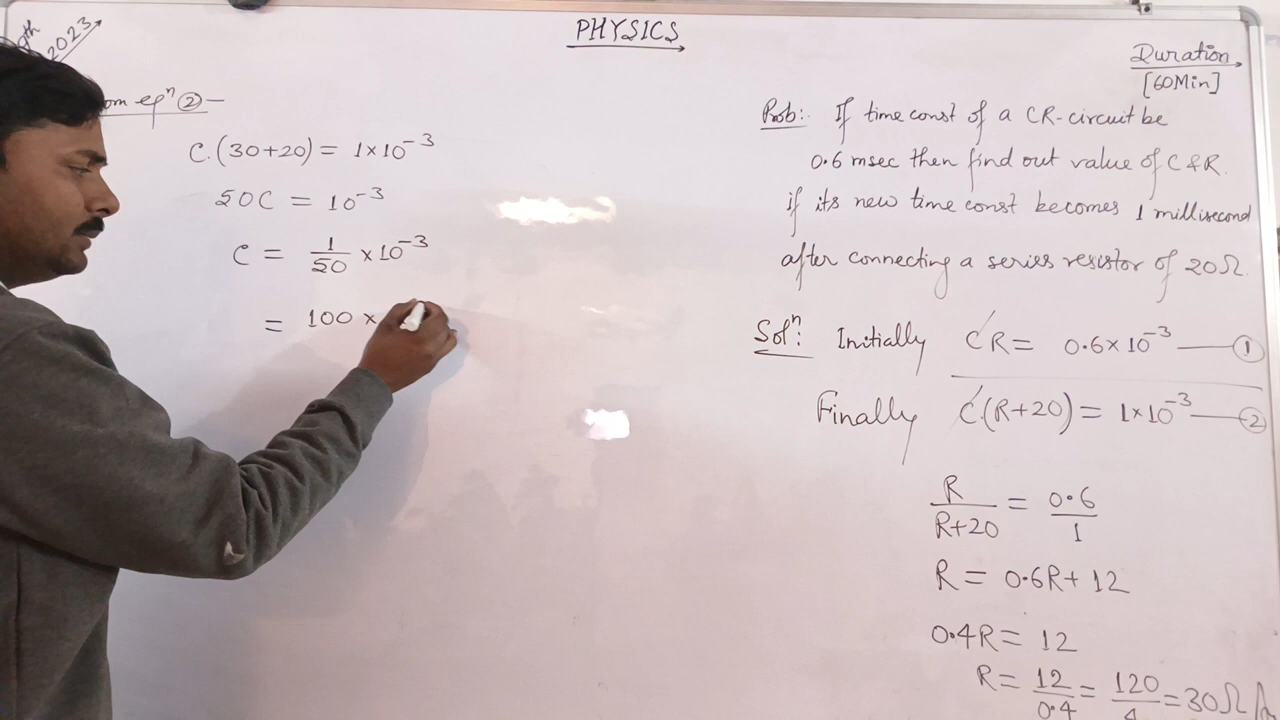 PHYSICS
2023
Duration
[60Min]
eqⁿ ② –
C.(30+20) = 1×10⁻³
50C = 10⁻³
C = 1/50 ×10⁻³
= 100 ×
Prob:- If time const of a CR-circuit be
0.6 msec then find out value of C & R.
if its new time const becomes 1 millisecond
after connecting a series resistor of 20Ω.
Solⁿ: Initially CR = 0.6×10⁻³ —— ①
Finally C(R+20) = 1×10⁻³ —— ②
R/R+20 = 0.6/1
R = 0.6R + 12
0.4R = 12
R = 12/0.4 = 120/4 = 30Ω